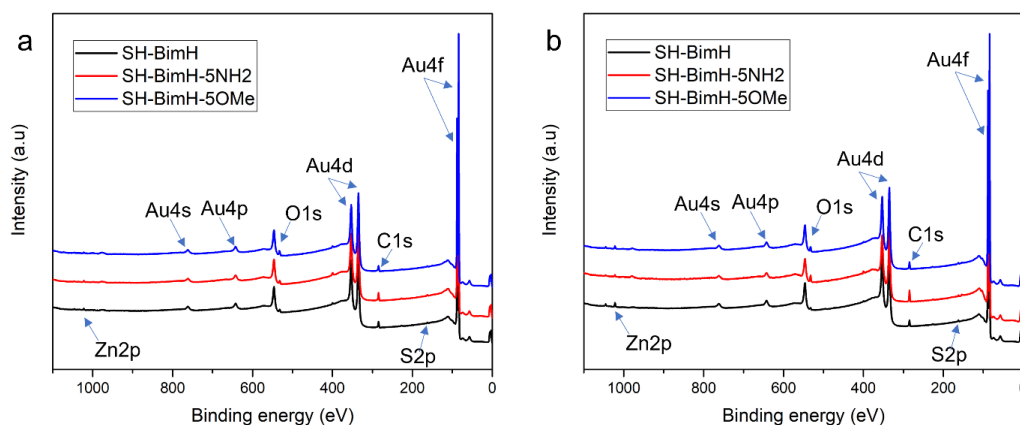 a
SH-BimH
SH-BimH-5NH2
SH-BimH-5OMe
Au4f
Au4d
Au4s
Au4p
O1s
C1s
Zn2p
S2p
Intensity (a.u)
1000
800
600
400
200
0
Binding energy (eV)
b
SH-BimH
SH-BimH-5NH2
SH-BimH-5OMe
Au4f
Au4d
Au4s
Au4p
O1s
C1s
Zn2p
S2p
Intensity (a.u)
1000
800
600
400
200
0
Binding energy (eV)